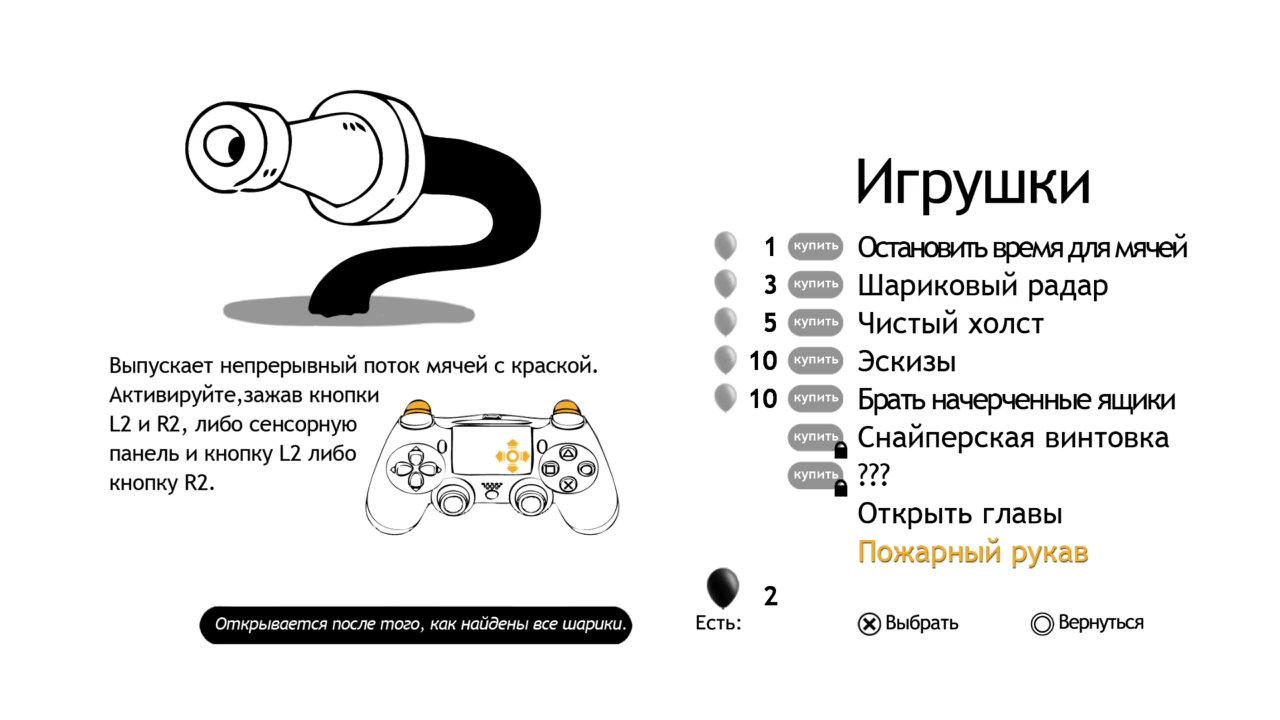 Игрушки
1 купить Остановить время для мячей
3 купить Шариковый радар
5 купить Чистый холст
10 купить Эскизы
10 купить Брать начерченные ящики
купить Снайперская винтовка
купить ???
Открыть главы
Пожарный рукав
Выпускает непрерывный поток мячей с краской.
Активируйте,зажав кнопки
L2 и R2, либо сенсорную
панель и кнопку L2 либо
кнопку R2.
Открывается после того, как найдены все шарики.
2
Есть:
Выбрать
Вернуться